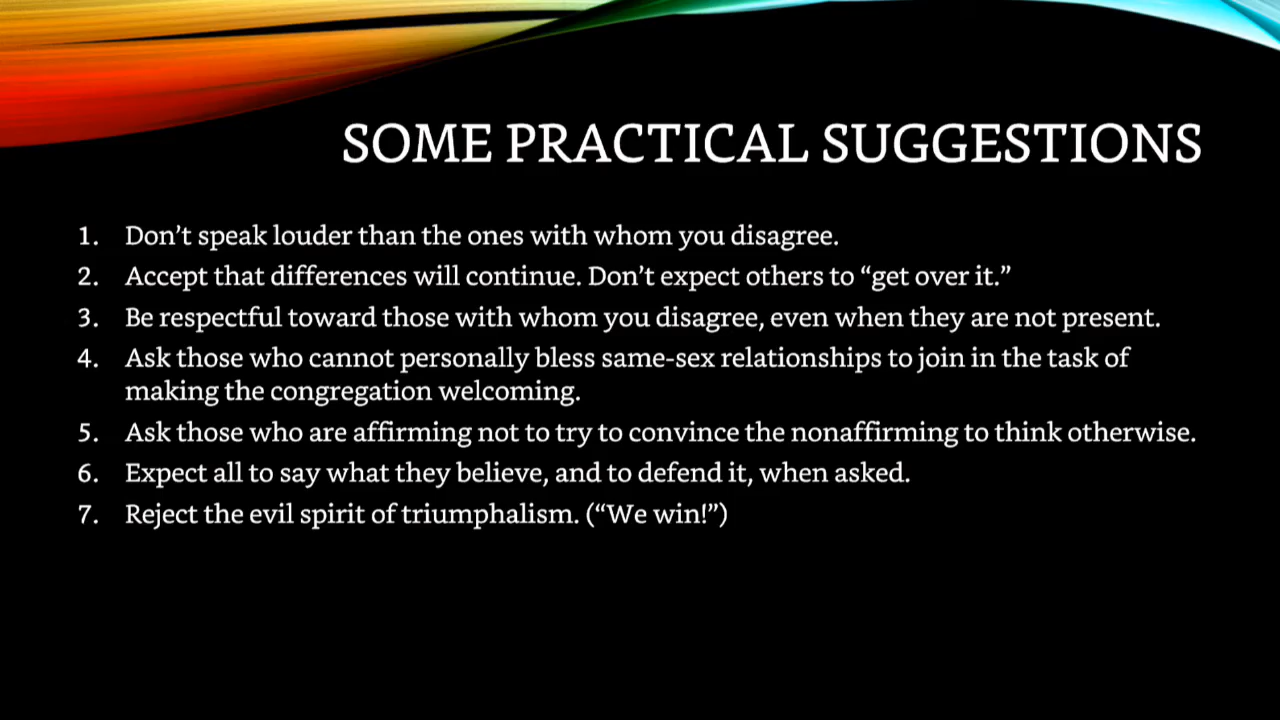 SOME PRACTICAL SUGGESTIONS
1. Don’t speak louder than the ones with whom you disagree.
2. Accept that differences will continue. Don’t expect others to “get over it.”
3. Be respectful toward those with whom you disagree, even when they are not present.
4. Ask those who cannot personally bless same-sex relationships to join in the task of
making the congregation welcoming.
5. Ask those who are affirming not to try to convince the nonaffirming to think otherwise.
6. Expect all to say what they believe, and to defend it, when asked.
7. Reject the evil spirit of triumphalism. (“We win!”)